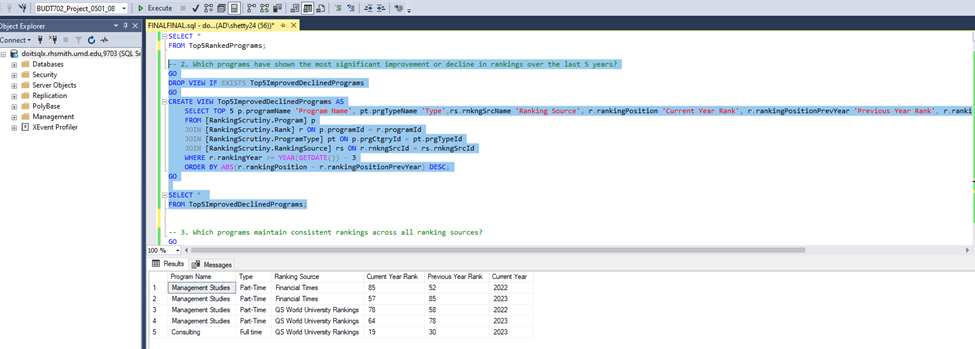 BUDT702_Project_0501_08
Execute
Object Explorer
FINALFINAL.sql - do...(AD\shetty24 (56))*
Connect
doitsqlx.rhsmith.umd.edu,9703 (SQL Se
Databases
Security
Server Objects
Replication
PolyBase
Management
XEvent Profiler
SELECT *
FROM Top5RankedPrograms;
-- 2. Which programs have shown the most significant improvement or decline in rankings over the last 5 years?
GO
DROP VIEW IF EXISTS Top5ImprovedDeclinedPrograms
GO
CREATE VIEW Top5ImprovedDeclinedPrograms AS
SELECT TOP 5 p.programName 'Program Name', pt.prgTypeName 'Type',rs.rnkngSrcName 'Ranking Source', r.rankingPosition 'Current Year Rank', r.rankingPositionPrevYear 'Previous Year Rank', r.ranki
FROM [RankingScrutiny.Program] p
JOIN [RankingScrutiny.Rank] r ON p.programId = r.programId
JOIN [RankingScrutiny.ProgramType] pt ON p.prgCtgryId = pt.prgTypeId
JOIN [RankingScrutiny.RankingSource] rs ON r.rnkngSrcId = rs.rnkngSrcId
WHERE r.rankingYear >= YEAR(GETDATE()) - 3
ORDER BY ABS(r.rankingPosition - r.rankingPositionPrevYear) DESC;
GO
SELECT *
FROM Top5ImprovedDeclinedPrograms;
-- 3. Which programs maintain consistent rankings across all ranking sources?
GO
100 %
Results Messages
Program Name Type Ranking Source Current Year Rank Previous Year Rank Current Year
1 Management Studies Part-Time Financial Times 85 52 2022
2 Management Studies Part-Time Financial Times 57 85 2023
3 Management Studies Part-Time QS World University Rankings 78 58 2022
4 Management Studies Part-Time QS World University Rankings 64 78 2023
5 Consulting Full time QS World University Rankings 19 30 2023